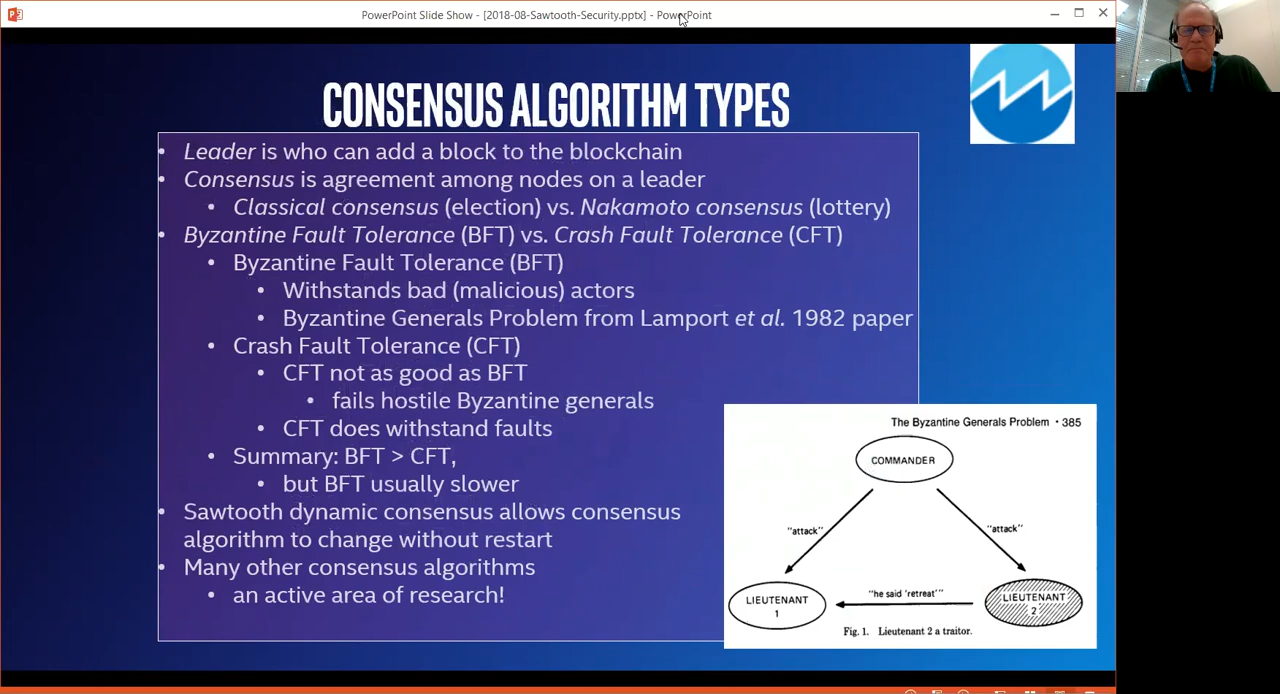 PowerPoint Slide Show - [2018-08-Sawtooth-Security.pptx] - PowerPoint
CONSENSUS ALGORITHM TYPES
• Leader is who can add a block to the blockchain
• Consensus is agreement among nodes on a leader
• Classical consensus (election) vs. Nakamoto consensus (lottery)
• Byzantine Fault Tolerance (BFT) vs. Crash Fault Tolerance (CFT)
• Byzantine Fault Tolerance (BFT)
• Withstands bad (malicious) actors
• Byzantine Generals Problem from Lamport et al. 1982 paper
• Crash Fault Tolerance (CFT)
• CFT not as good as BFT
• fails hostile Byzantine generals
• CFT does withstand faults
• Summary: BFT > CFT,
• but BFT usually slower
• Sawtooth dynamic consensus allows consensus
algorithm to change without restart
• Many other consensus algorithms
• an active area of research!
The Byzantine Generals Problem • 385
COMMANDER
"attack"
"attack"
"he said 'retreat'"
LIEUTENANT
1
LIEUTENANT
2
Fig. 1. Lieutenant 2 a traitor.